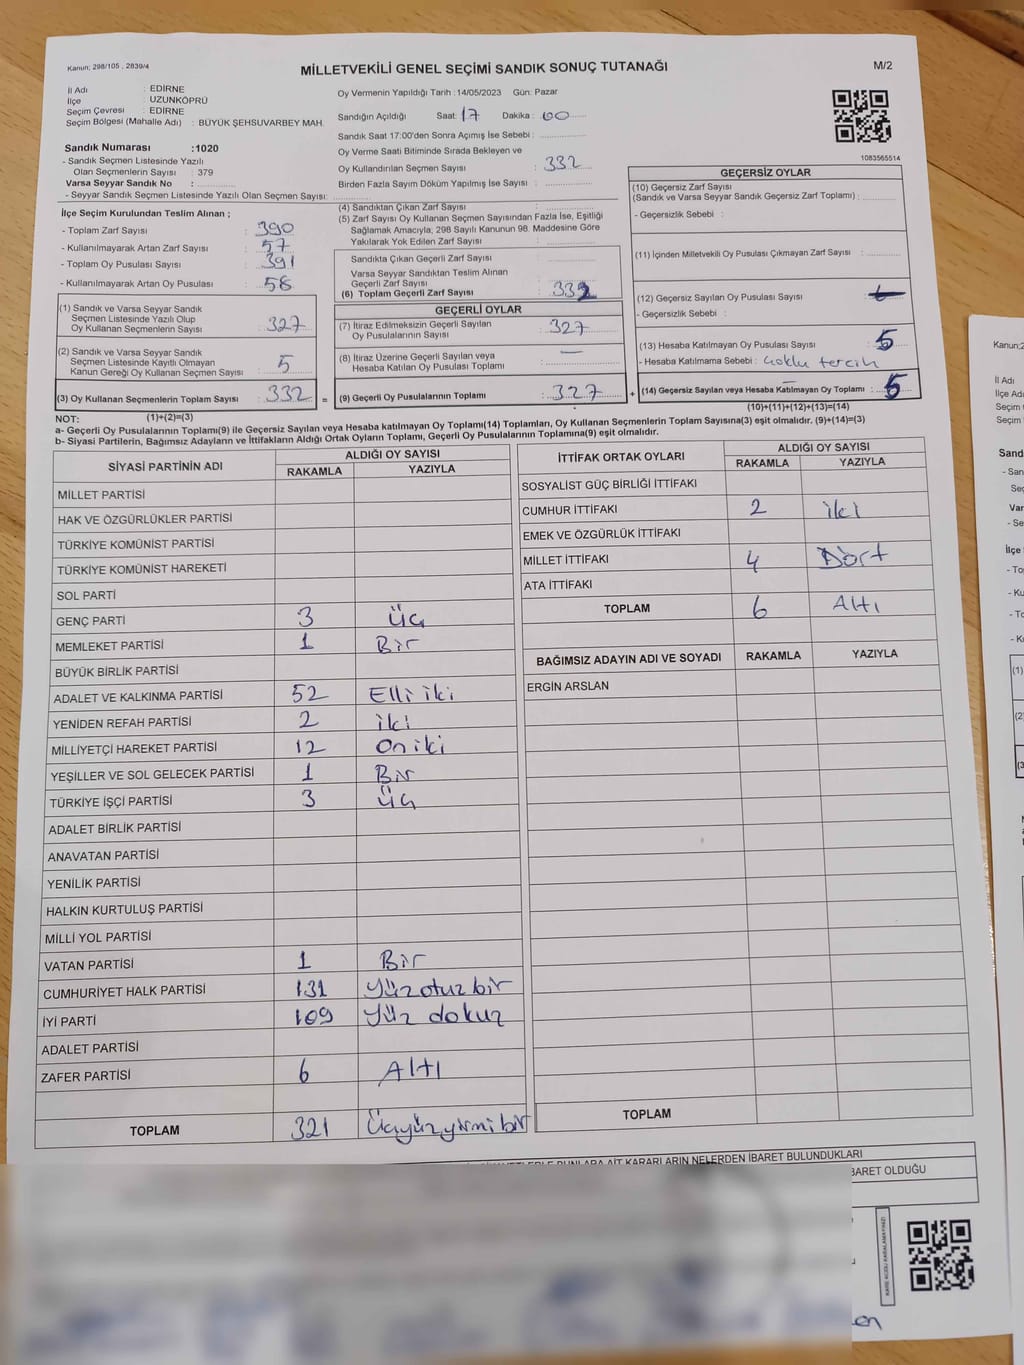 Kanun; 298/105 , 2839/4
MİLLETVEKİLİ GENEL SEÇİMİ SANDIK SONUÇ TUTANAĞI
M/2
İl Adı : EDİRNE
İlçe : UZUNKÖPRÜ
Seçim Çevresi : EDİRNE
Seçim Bölgesi (Mahalle Adı) : BÜYÜK ŞEHSUVARBEY MAH.
Sandık Numarası :1020
- Sandık Seçmen Listesinde Yazılı
Olan Seçmenlerin Sayısı : 379
Varsa Seyyar Sandık No :
- Seyyar Sandık Seçmen Listesinde Yazılı Olan Seçmen Sayısı:
Oy Vermenin Yapıldığı Tarih :14/05/2023 Gün: Pazar
Sandığın Açıldığı Saat: 17 Dakika : 00
Sandık Saat 17:00'den Sonra Açımış İse Sebebi :
Oy Verme Saati Bitiminde Sırada Bekleyen ve
Oy Kullandırılan Seçmen Sayısı : 332
Birden Fazla Sayım Döküm Yapılmış İse Sayısı :
1083565514
İlçe Seçim Kurulundan Teslim Alınan ;
- Toplam Zarf Sayısı : 390
- Kullanılmayarak Artan Zarf Sayısı : 57
- Toplam Oy Pusulası Sayısı : 391
- Kullanılmayarak Artan Oy Pusulası : 58
(1) Sandık ve Varsa Seyyar Sandık
Seçmen Listesinde Yazılı Olup
Oy Kullanan Seçmenlerin Sayısı : 327
(2) Sandık ve Varsa Seyyar Sandık
Seçmen Listesinde Kayıtlı Olmayan
Kanun Gereği Oy Kullanan Seçmen Sayısı : 5
(3) Oy Kullanan Seçmenlerin Toplam Sayısı : 332
=
(4) Sandıktan Çıkan Zarf Sayısı :
(5) Zarf Sayısı Oy Kullanan Seçmen Sayısından Fazla İse, Eşitliği
Sağlamak Amacıyla; 298 Sayılı Kanunun 98. Maddesine Göre
Yakılarak Yok Edilen Zarf Sayısı :
Sandıkta Çıkan Geçerli Zarf Sayısı :
Varsa Seyyar Sandıktan Teslim Alınan
Geçerli Zarf Sayısı :
(6) Toplam Geçerli Zarf Sayısı : 332
GEÇERLİ OYLAR
(7) İtiraz Edilmeksizin Geçerli Sayılan
Oy Pusulalarının Sayısı : 327
(8) İtiraz Üzerine Geçerli Sayılan veya
Hesaba Katılan Oy Pusulası Toplamı : —
(9) Geçerli Oy Pusulalarının Toplamı : 327
+
GEÇERSİZ OYLAR
(10) Geçersiz Zarf Sayısı
(Sandık ve Varsa Seyyar Sandık Geçersiz Zarf Toplamı) :
- Geçersizlik Sebebi :
(11) İçinden Milletvekili Oy Pusulası Çıkmayan Zarf Sayısı :
(12) Geçersiz Sayılan Oy Pusulası Sayısı :
- Geçersizlik Sebebi :
(13) Hesaba Katılmayan Oy Pusulası Sayısı : 5
- Hesaba Katılmama Sebebi : Çoklu tercih
(14) Geçersiz Sayılan veya Hesaba Katılmayan Oy Toplamı : 5
NOT: (1)+(2)=(3)
(10)+(11)+(12)+(13)=(14)
a- Geçerli Oy Pusulalarının Toplamı(9) ile Geçersiz Sayılan veya Hesaba katılmayan Oy Toplamı(14) Toplamları, Oy Kullanan Seçmenlerin Toplam Sayısına(3) eşit olmalıdır. (9)+(14)=(3)
b- Siyasi Partilerin, Bağımsız Adayların ve İttifakların Aldığı Ortak Oyların Toplamı, Geçerli Oy Pusulalarının Toplamına(9) eşit olmalıdır.
SİYASİ PARTİNİN ADI ALDIĞI OY SAYISI
RAKAMLA YAZIYLA
MİLLET PARTİSİ
HAK VE ÖZGÜRLÜKLER PARTİSİ
TÜRKİYE KOMÜNİST PARTİSİ
TÜRKİYE KOMÜNİST HAREKETİ
SOL PARTİ
GENÇ PARTİ 3 Üç
MEMLEKET PARTİSİ 1 Bir
BÜYÜK BİRLİK PARTİSİ
ADALET VE KALKINMA PARTİSİ 52 Elli iki
YENİDEN REFAH PARTİSİ 2 iki
MİLLİYETÇİ HAREKET PARTİSİ 12 On iki
YEŞİLLER VE SOL GELECEK PARTİSİ 1 Bir
TÜRKİYE İŞÇİ PARTİSİ 3 Üç
ADALET BİRLİK PARTİSİ
ANAVATAN PARTİSİ
YENİLİK PARTİSİ
HALKIN KURTULUŞ PARTİSİ
MİLLİ YOL PARTİSİ
VATAN PARTİSİ 1 Bir
CUMHURİYET HALK PARTİSİ 131 Yüz otuz bir
İYİ PARTİ 109 Yüz dokuz
ADALET PARTİSİ
ZAFER PARTİSİ 6 Altı
TOPLAM 321 Üçyüzyirmi bir
İTTİFAK ORTAK OYLARI ALDIĞI OY SAYISI
RAKAMLA YAZIYLA
SOSYALİST GÜÇ BİRLİĞİ İTTİFAKI
CUMHUR İTTİFAKI 2 iki
EMEK VE ÖZGÜRLÜK İTTİFAKI
MİLLET İTTİFAKI 4 Dört
ATA İTTİFAKI
TOPLAM 6 Altı
BAĞIMSIZ ADAYIN ADI VE SOYADI RAKAMLA YAZIYLA
ERGİN ARSLAN
TOPLAM
BUNLARA AİT KARARLARIN NELERDEN İBARET BULUNDUKLARI
BARET OLDUĞU
Kanun;2
İl Adı
İlçe
Seçim
Seçim